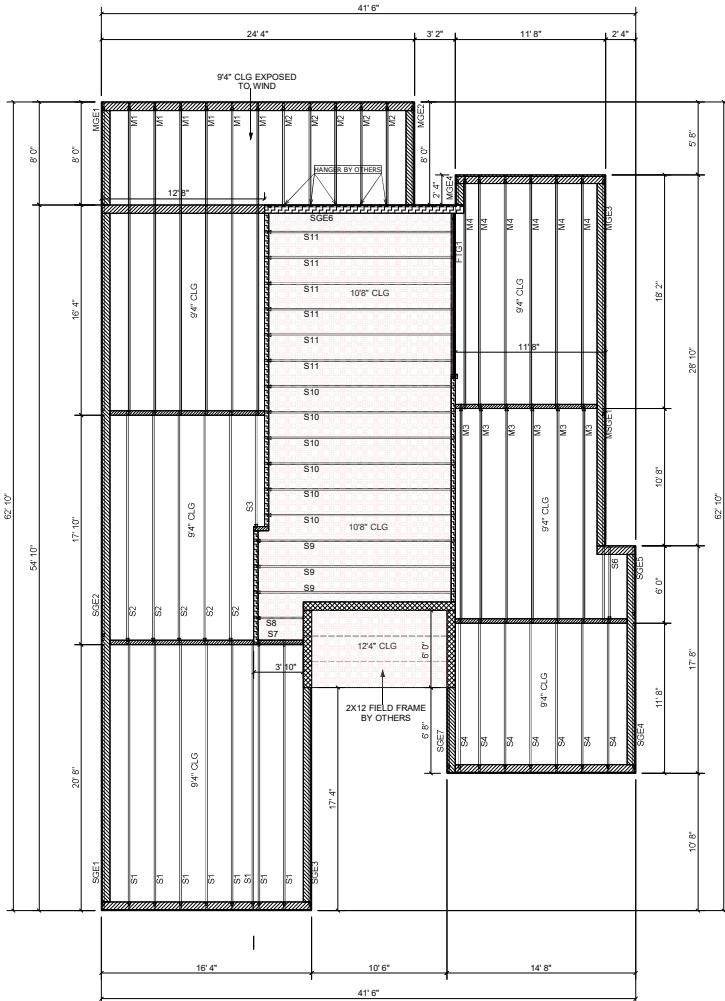 41' 6"
24' 4"
3' 2"
11' 8"
2' 4"
9'4" CLG EXPOSED
TO WIND
MGE1
M1
M1
M1
M1
M1
M1
M2
M2
M2
M2
M2
MGE2
8' 0"
8' 0"
8' 0"
5' 8"
HANGER BY OTHERS
12' 8"
2' 4"
MGE4
SGE6
FTG1
M4
M4
M4
M4
M4
M4
MGE3
S11
S11
S11
S11
S11
S11
10'8" CLG
9'4" CLG
9'4" CLG
16' 4"
18' 2"
28' 10"
11' 8"
S10
S10
S10
S10
S10
S10
10'8" CLG
M3
M3
M3
M3
M3
M3
MSGE1
62' 10"
54' 10"
17' 10"
S3
9'4" CLG
9'4" CLG
10' 8"
62' 10"
S9
S9
S9
S6
SGE5
6' 0"
SGE2
S2
S2
S2
S2
S2
S8
S7
12'4" CLG
6' 0"
3' 10"
2X12 FIELD FRAME
BY OTHERS
6' 8"
SGE7
9'4" CLG
S4
S4
S4
S4
S4
S4
S4
SGE4
11' 8"
17' 8"
20' 8"
9'4" CLG
17' 4"
10' 8"
SGE1
S1
S1
S1
S1
S1
S1
S1
S1
SGE3
16' 4"
10' 6"
14' 8"
41' 6"